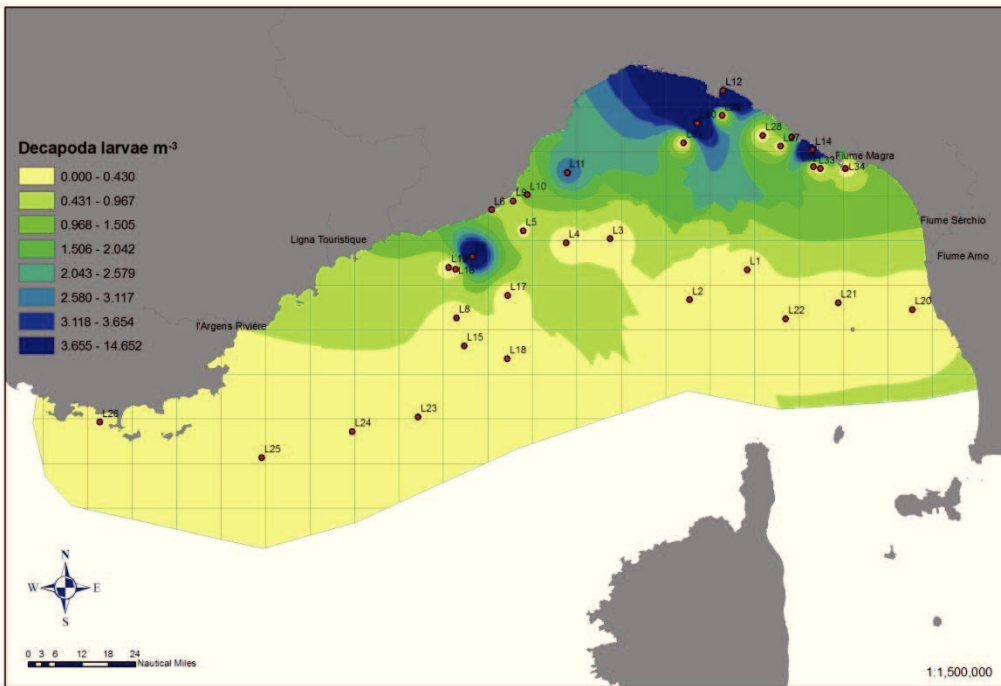 L12
L28
L14
L11
Fiume Magra
L33
L34
L10
L9
L6
Decapoda larvae m-3
0.000 - 0.430
0.431 - 0.967
0.968 - 1.505
1.506 - 2.042
2.043 - 2.579
2.580 - 3.117
3.118 - 3.654
3.655 - 14.652
Fiume Sérchio
L5
Ligna Touristique
L4
L3
Fiume Arno
L16
L1
L17
L2
L21
L20
L8
L22
l'Argens Rivière
L15
L18
L26
L23
L24
L25
N
W E
S
0 3 6 12 18 24
Nautical Miles
1:1,500,000